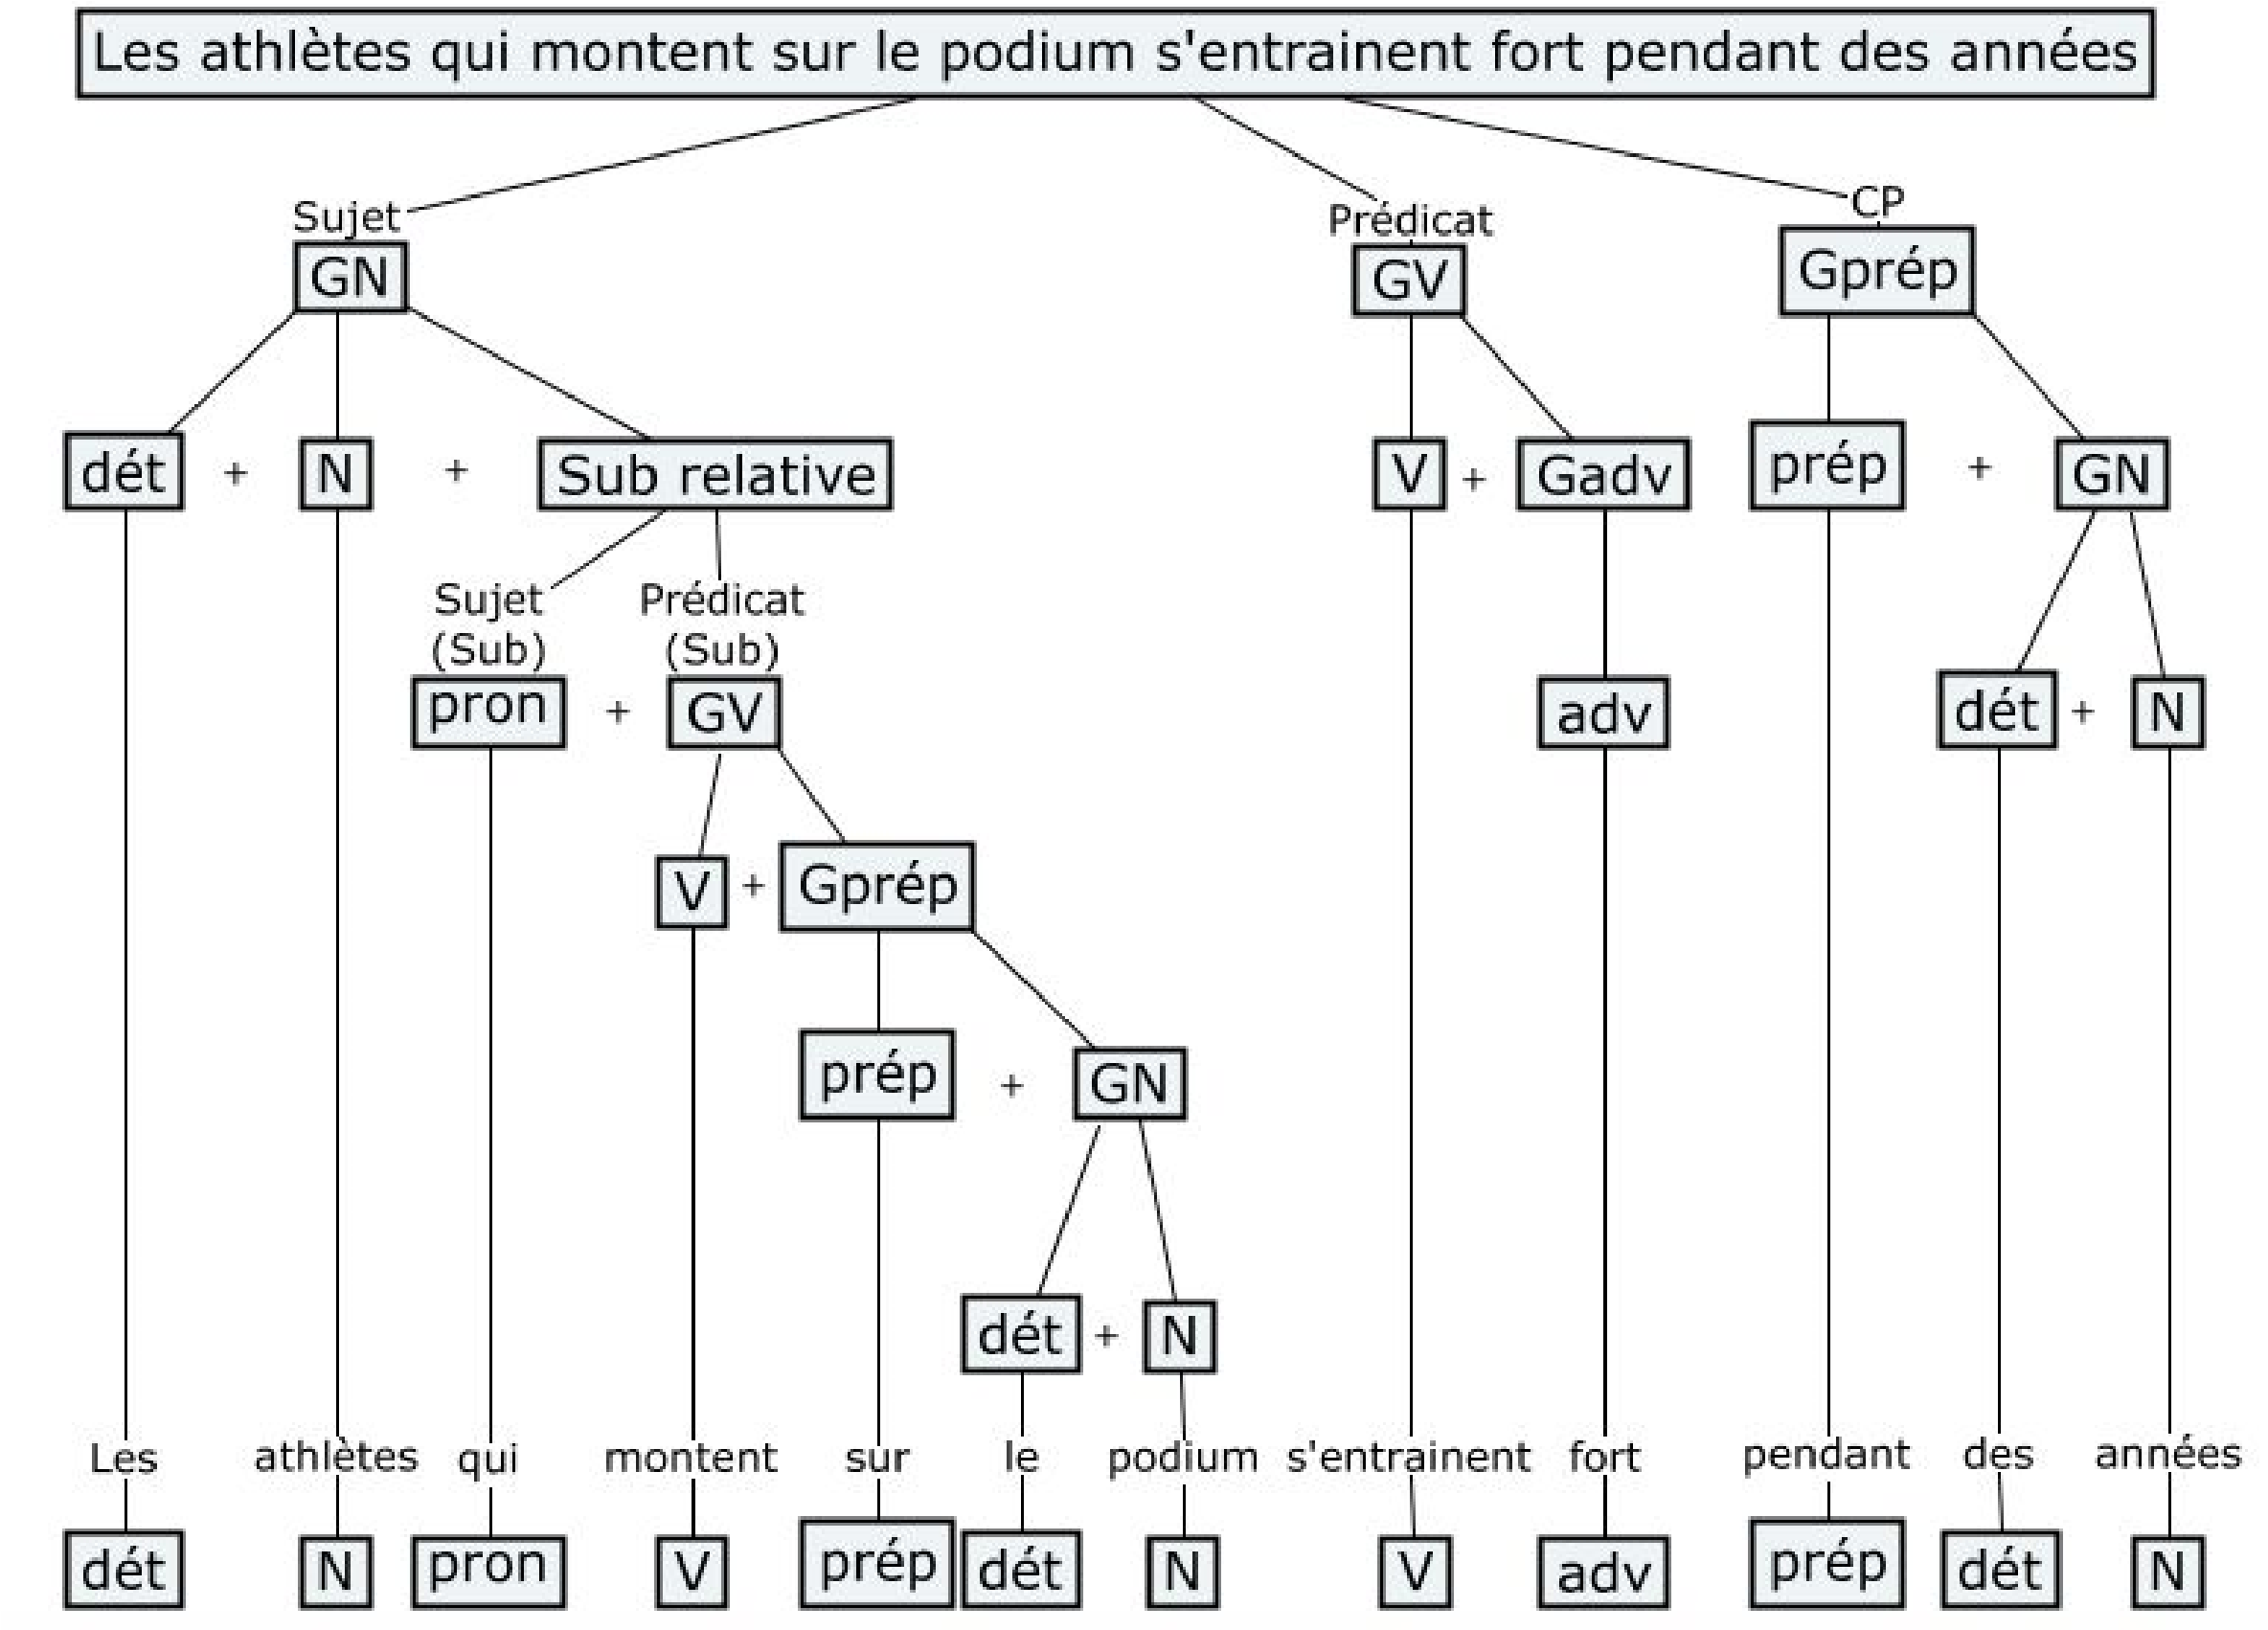 Les athlètes qui montent sur le podium s'entrainent fort pendant des années
Sujet Prédicat CP
GN GV Gprép
dét + N + Sub relative V + Gadv prép + GN
Sujet Prédicat
(Sub) (Sub)
pron + GV adv dét + N
V + Gprép
prép + GN
dét + N
Les athlètes qui montent sur le podium s'entrainent fort pendant des années
dét N pron V prép dét N V adv prép dét N